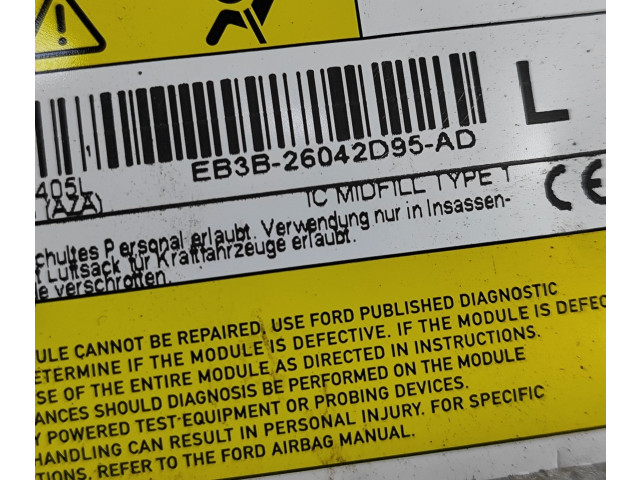 L
EB3B-26042D95-AD
405L
(AZA)
IC MIDFILL TYPE 1
CE
chultes Personal erlaubt. Verwendung nur in Insassen-
t Luftsack für Kraftfahrzeuge erlaubt.
e verschrotten.
ULE CANNOT BE REPAIRED, USE FORD PUBLISHED DIAGNOSTIC
ETERMINE IF THE MODULE IS DEFECTIVE. IF THE MODULE IS DEFEC
SE OF THE ENTIRE MODULE AS DIRECTED IN INSTRUCTIONS.
ANCES SHOULD DIAGNOSIS BE PERFORMED ON THE MODULE
Y POWERED TEST-EQUIPMENT OR PROBING DEVICES.
HANDLING CAN RESULT IN PERSONAL INJURY. FOR SPECIFIC
TIONS, REFER TO THE FORD AIRBAG MANUAL.